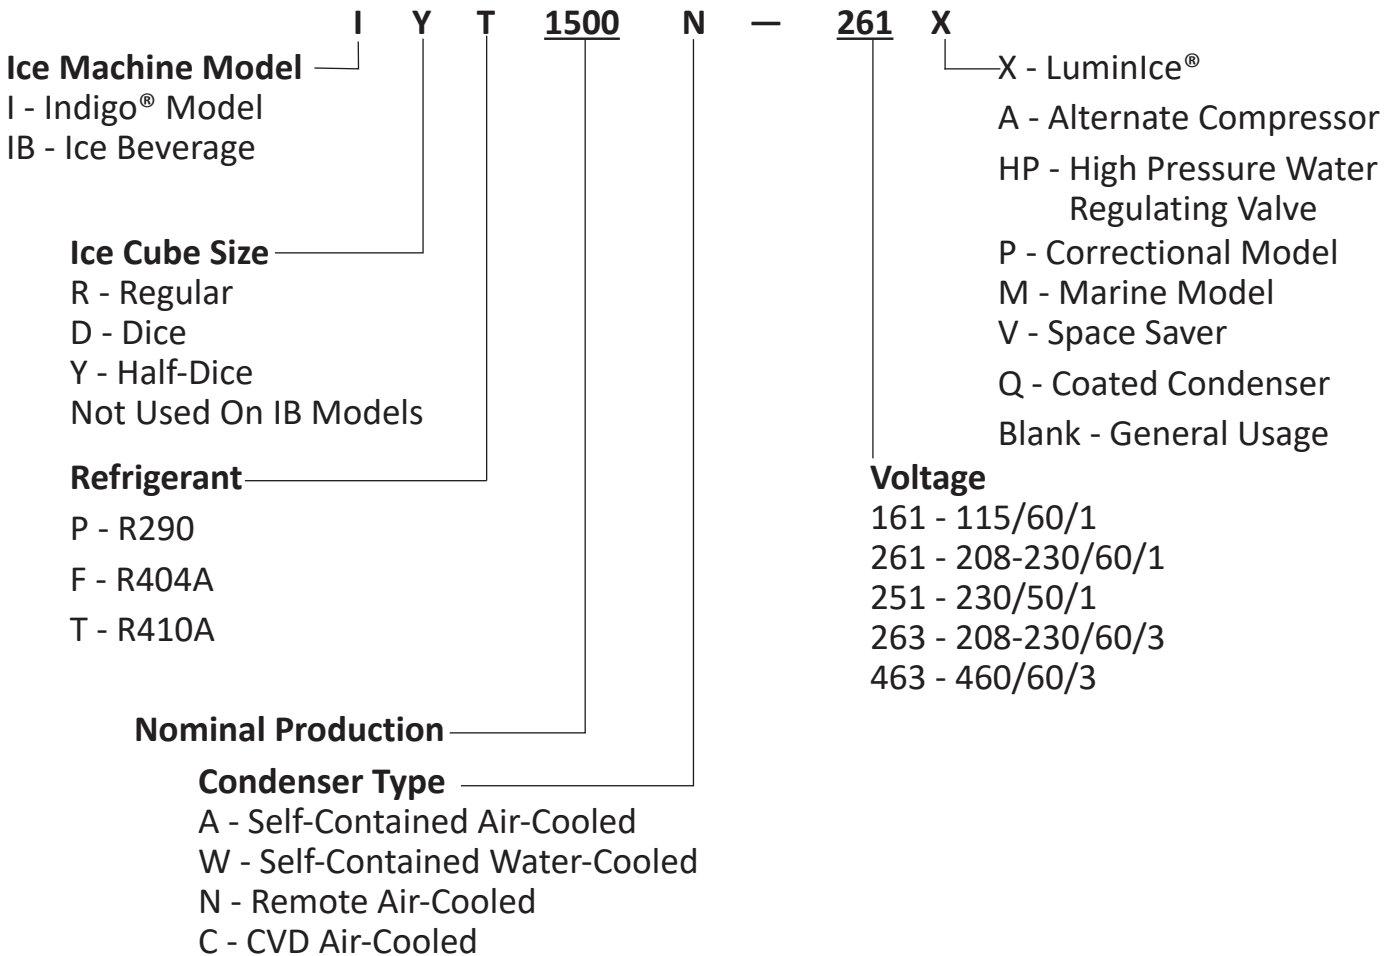 I Y T 1500 N — 261 X
Ice Machine Model
I - Indigo® Model
IB - Ice Beverage
Ice Cube Size
R - Regular
D - Dice
Y - Half-Dice
Not Used On IB Models
Refrigerant
P - R290
F - R404A
T - R410A
Nominal Production
Condenser Type
A - Self-Contained Air-Cooled
W - Self-Contained Water-Cooled
N - Remote Air-Cooled
C - CVD Air-Cooled
X - LuminIce®
A - Alternate Compressor
HP - High Pressure Water
Regulating Valve
P - Correctional Model
M - Marine Model
V - Space Saver
Q - Coated Condenser
Blank - General Usage
Voltage
161 - 115/60/1
261 - 208-230/60/1
251 - 230/50/1
263 - 208-230/60/3
463 - 460/60/3